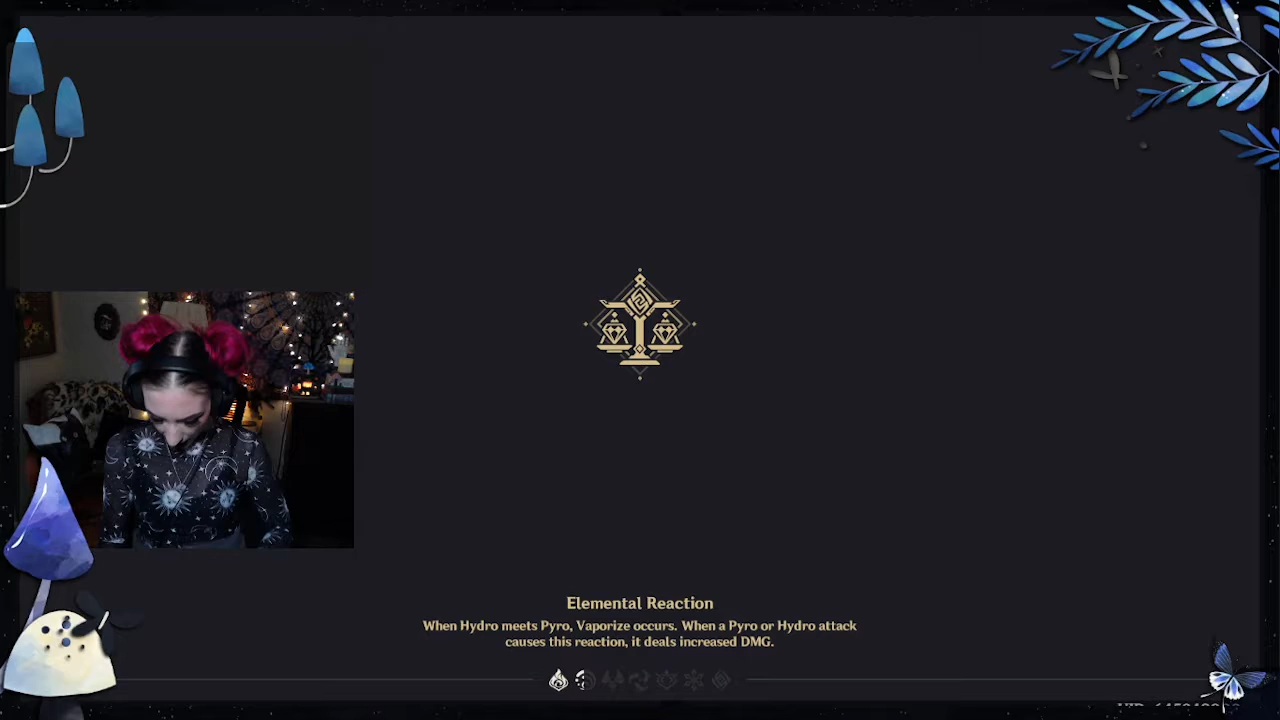 Elemental Reaction
When Hydro meets Pyro, Vaporize occurs. When a Pyro or Hydro attack
causes this reaction, it deals increased DMG.